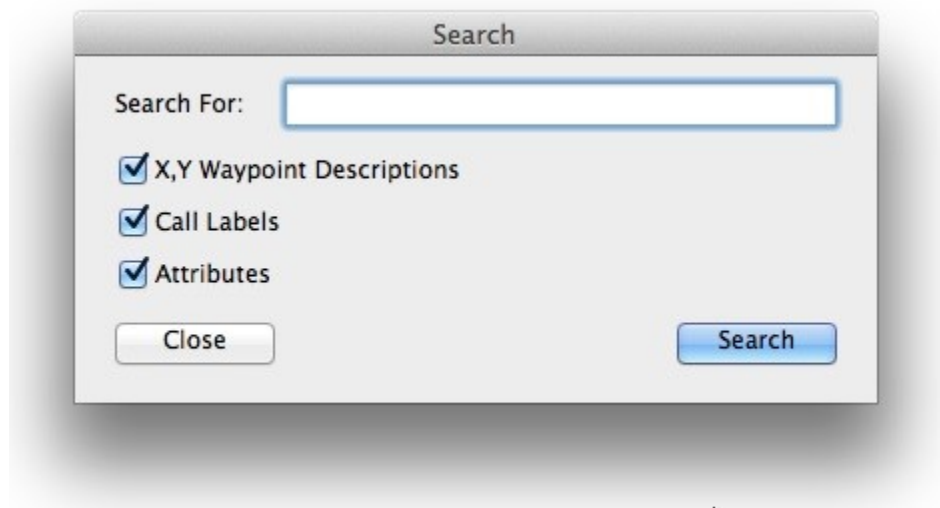 Search
Search For:
X,Y Waypoint Descriptions
Call Labels
Attributes
Close Search